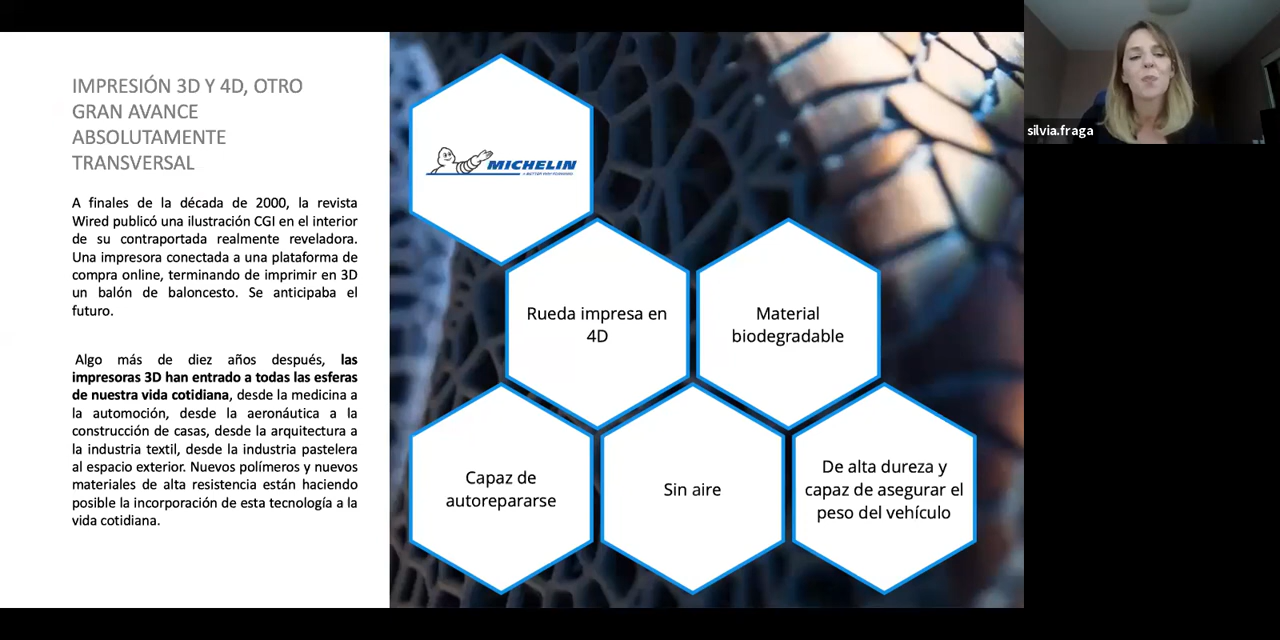 IMPRESIÓN 3D Y 4D, OTRO
GRAN AVANCE
ABSOLUTAMENTE
TRANSVERSAL
A finales de la década de 2000, la revista
Wired publicó una ilustración CGI en el interior
de su contraportada realmente reveladora.
Una impresora conectada a una plataforma de
compra online, terminando de imprimir en 3D
un balón de baloncesto. Se anticipaba el
futuro.
Algo más de diez años después, las
impresoras 3D han entrado a todas las esferas
de nuestra vida cotidiana, desde la medicina a
la automoción, desde la aeronáutica a la
construcción de casas, desde la arquitectura a
la industria textil, desde la industria pastelera
al espacio exterior. Nuevos polímeros y nuevos
materiales de alta resistencia están haciendo
posible la incorporación de esta tecnología a la
vida cotidiana.
MICHELIN
Rueda impresa en
4D
Material
biodegradable
Capaz de
autorepararse
Sin aire
De alta dureza y
capaz de asegurar el
peso del vehículo
silvia.fraga